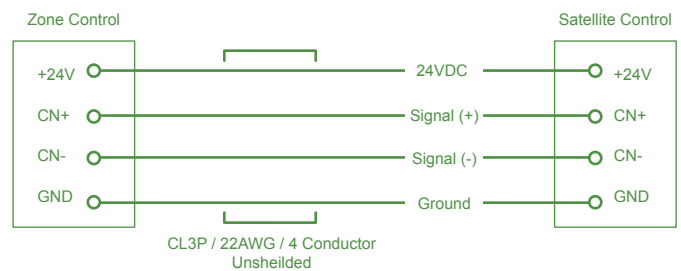 Zone Control
Satellite Control
+24V 24VDC +24V
CN+ Signal (+) CN+
CN- Signal (-) CN-
GND Ground GND
CL3P / 22AWG / 4 Conductor
Unsheilded